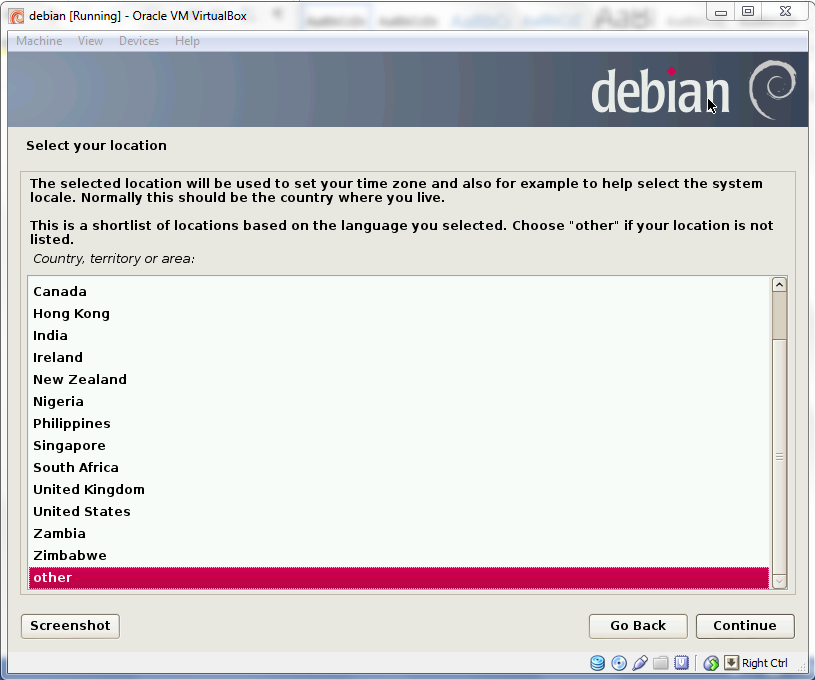 debian [Running] - Oracle VM VirtualBox
Machine View Devices Help
debian
Select your location
The selected location will be used to set your time zone and also for example to help select the system
locale. Normally this should be the country where you live.
This is a shortlist of locations based on the language you selected. Choose "other" if your location is not
listed.
Country, territory or area:
Canada
Hong Kong
India
Ireland
New Zealand
Nigeria
Philippines
Singapore
South Africa
United Kingdom
United States
Zambia
Zimbabwe
other
Screenshot Go Back Continue
Right Ctrl